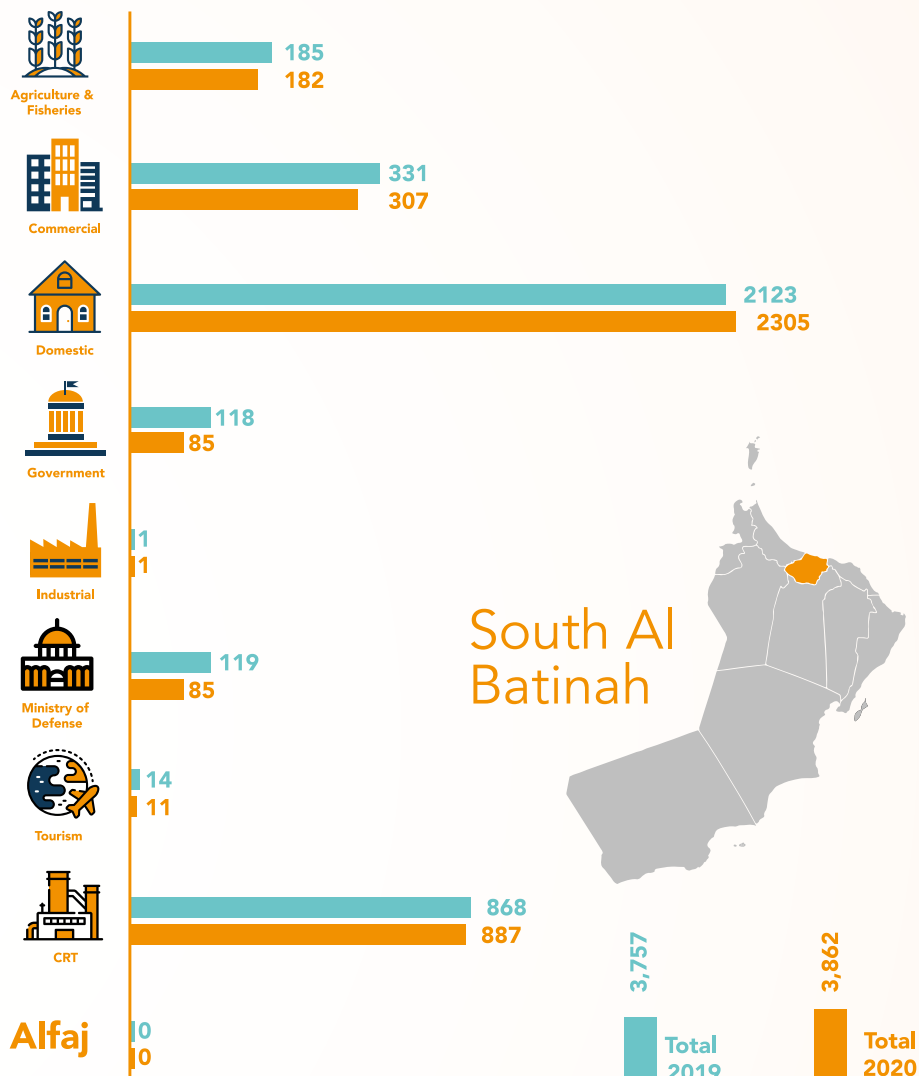 185
182
Agriculture &
Fisheries
331
307
Commercial
2123
2305
Domestic
118
85
Government
1
1
Industrial
South Al
Batinah
119
85
Ministry of
Defense
14
11
Tourism
868
887
CRT
3,757
3,862
Alfaj
0
0
Total
2019
Total
2020